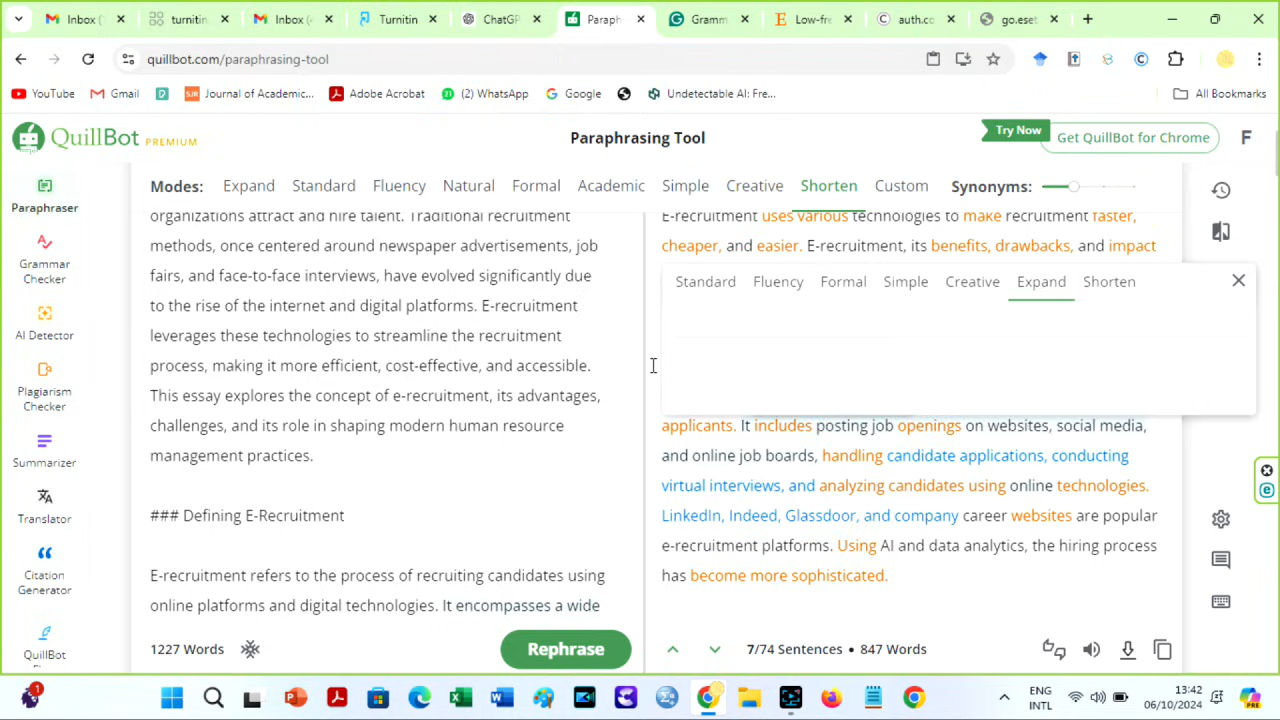 Inbox (
turnitin
Inbox (
Turnitin
ChatGP
Paraph
Gramm
Low-fre
auth.co
go.eset
quillbot.com/paraphrasing-tool
YouTube
Gmail
Journal of Academic...
Adobe Acrobat
(2) WhatsApp
Google
Undetectable AI: Fre...
All Bookmarks
QuillBot PREMIUM
Paraphrasing Tool
Try Now
Get QuillBot for Chrome
F
Paraphraser
Grammar
Checker
AI Detector
Plagiarism
Checker
Summarizer
Translator
Citation
Generator
QuillBot
Modes: Expand Standard Fluency Natural Formal Academic Simple Creative Shorten Custom Synonyms:
organizations attract and hire talent. Traditional recruitment
methods, once centered around newspaper advertisements, job
fairs, and face-to-face interviews, have evolved significantly due
to the rise of the internet and digital platforms. E-recruitment
leverages these technologies to streamline the recruitment
process, making it more efficient, cost-effective, and accessible.
This essay explores the concept of e-recruitment, its advantages,
challenges, and its role in shaping modern human resource
management practices.
### Defining E-Recruitment
E-recruitment refers to the process of recruiting candidates using
online platforms and digital technologies. It encompasses a wide
1227 Words
Rephrase
E-recruitment uses various technologies to make recruitment faster,
cheaper, and easier. E-recruitment, its benefits, drawbacks, and impact
Standard Fluency Formal Simple Creative Expand Shorten
applicants. It includes posting job openings on websites, social media,
and online job boards, handling candidate applications, conducting
virtual interviews, and analyzing candidates using online technologies.
LinkedIn, Indeed, Glassdoor, and company career websites are popular
e-recruitment platforms. Using AI and data analytics, the hiring process
has become more sophisticated.
7/74 Sentences • 847 Words
1
ENG
INTL
13:42
06/10/2024